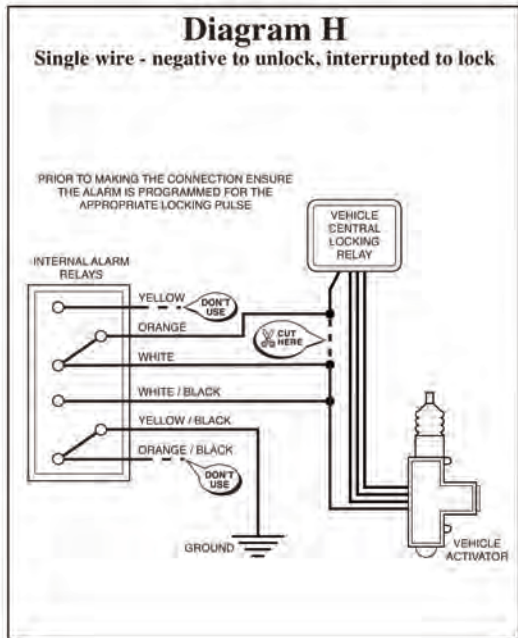 Diagram H
Single wire - negative to unlock, interrupted to lock
PRIOR TO MAKING THE CONNECTION ENSURE
THE ALARM IS PROGRAMMED FOR THE
APPROPRIATE LOCKING PULSE
VEHICLE
CENTRAL
LOCKING
RELAY
INTERNAL ALARM
RELAYS
YELLOW
DON'T
USE
ORANGE
CUT
HERE
WHITE
WHITE / BLACK
YELLOW / BLACK
ORANGE / BLACK
DON'T
USE
GROUND
VEHICLE
ACTIVATOR